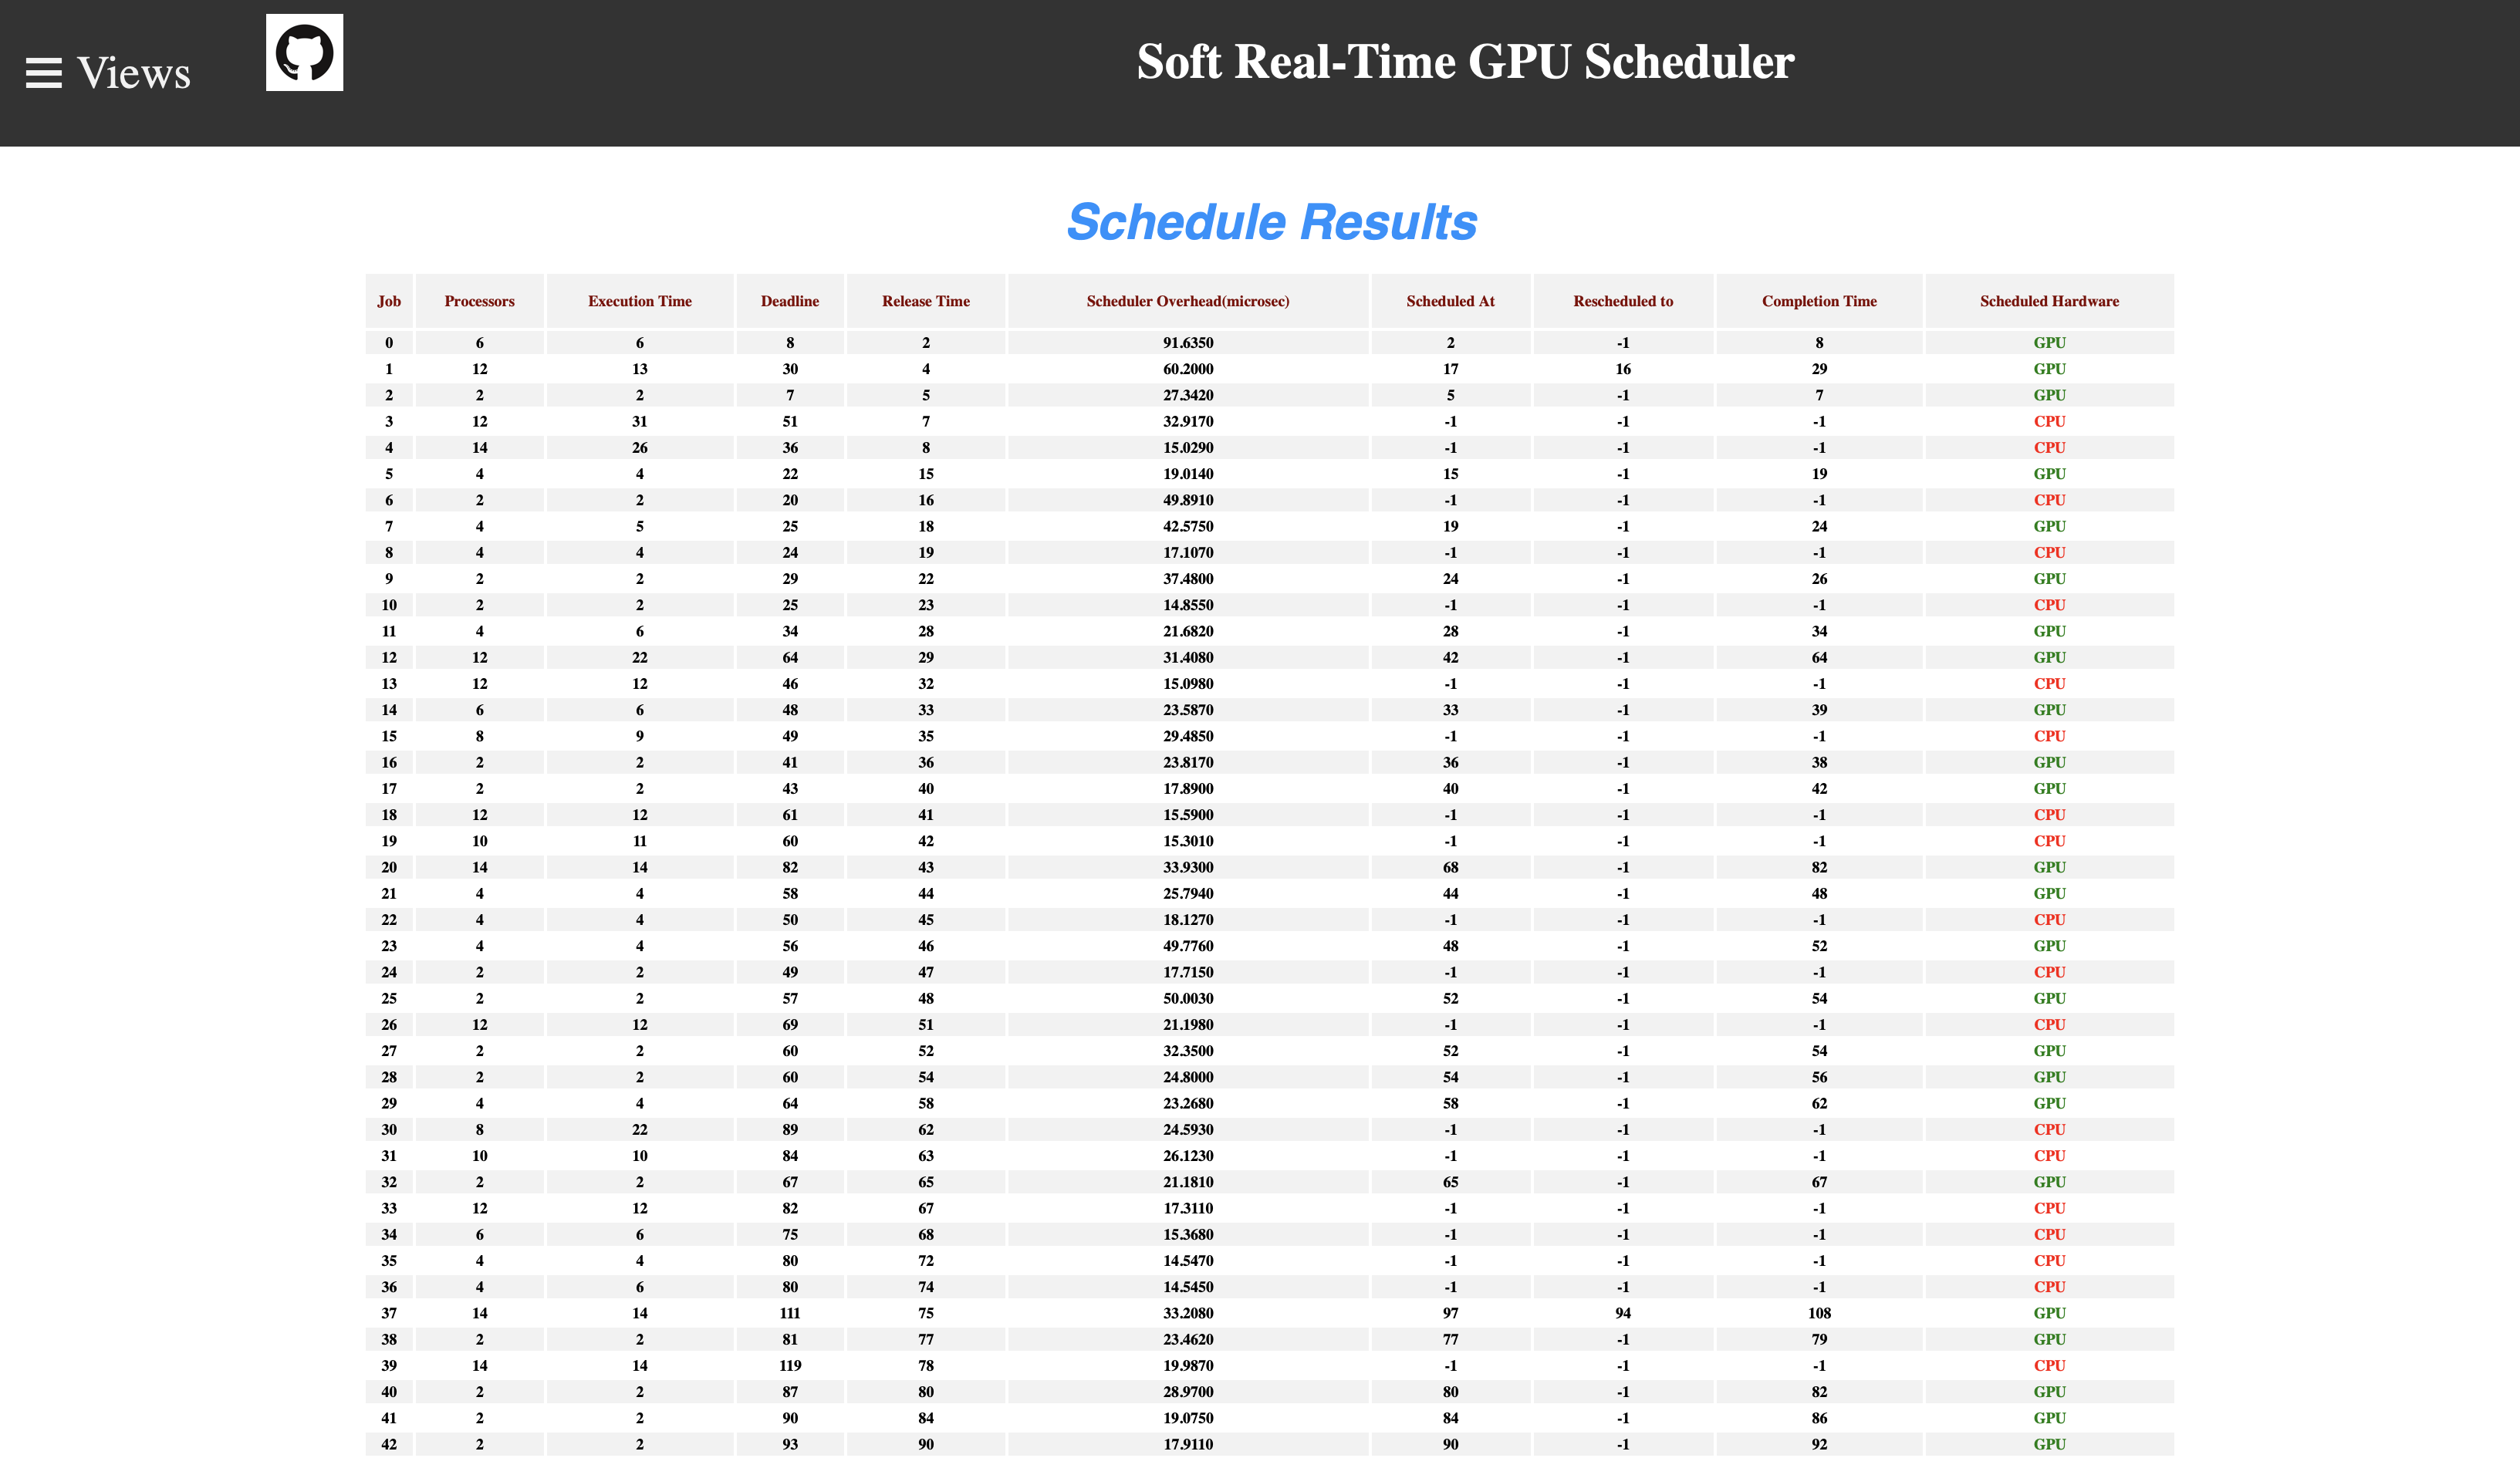 Views
Soft Real-Time GPU Scheduler
Schedule Results
Job Processors Execution Time Deadline Release Time Scheduler Overhead(microsec) Scheduled At Rescheduled to Completion Time Scheduled Hardware
0 6 6 8 2 91.6350 2 -1 8 GPU
1 12 13 30 4 60.2000 17 16 29 GPU
2 2 2 7 5 27.3420 5 -1 7 GPU
3 12 31 51 7 32.9170 -1 -1 -1 CPU
4 14 26 36 8 15.0290 -1 -1 -1 CPU
5 4 4 22 15 19.0140 15 -1 19 GPU
6 2 2 20 16 49.8910 -1 -1 -1 CPU
7 4 5 25 18 42.5750 19 -1 24 GPU
8 4 4 24 19 17.1070 -1 -1 -1 CPU
9 2 2 29 22 37.4800 24 -1 26 GPU
10 2 2 25 23 14.8550 -1 -1 -1 CPU
11 4 6 34 28 21.6820 28 -1 34 GPU
12 12 22 64 29 31.4080 42 -1 64 GPU
13 12 12 46 32 15.0980 -1 -1 -1 CPU
14 6 6 48 33 23.5870 33 -1 39 GPU
15 8 9 49 35 29.4850 -1 -1 -1 CPU
16 2 2 41 36 23.8170 36 -1 38 GPU
17 2 2 43 40 17.8900 40 -1 42 GPU
18 12 12 61 41 15.5900 -1 -1 -1 CPU
19 10 11 60 42 15.3010 -1 -1 -1 CPU
20 14 14 82 43 33.9300 68 -1 82 GPU
21 4 4 58 44 25.7940 44 -1 48 GPU
22 4 4 50 45 18.1270 -1 -1 -1 CPU
23 4 4 56 46 49.7760 48 -1 52 GPU
24 2 2 49 47 17.7150 -1 -1 -1 CPU
25 2 2 57 48 50.0030 52 -1 54 GPU
26 12 12 69 51 21.1980 -1 -1 -1 CPU
27 2 2 60 52 32.3500 52 -1 54 GPU
28 2 2 60 54 24.8000 54 -1 56 GPU
29 4 4 64 58 23.2680 58 -1 62 GPU
30 8 22 89 62 24.5930 -1 -1 -1 CPU
31 10 10 84 63 26.1230 -1 -1 -1 CPU
32 2 2 67 65 21.1810 65 -1 67 GPU
33 12 12 82 67 17.3110 -1 -1 -1 CPU
34 6 6 75 68 15.3680 -1 -1 -1 CPU
35 4 4 80 72 14.5470 -1 -1 -1 CPU
36 4 6 80 74 14.5450 -1 -1 -1 CPU
37 14 14 111 75 33.2080 97 94 108 GPU
38 2 2 81 77 23.4620 77 -1 79 GPU
39 14 14 119 78 19.9870 -1 -1 -1 CPU
40 2 2 87 80 28.9700 80 -1 82 GPU
41 2 2 90 84 19.0750 84 -1 86 GPU
42 2 2 93 90 17.9110 90 -1 92 GPU